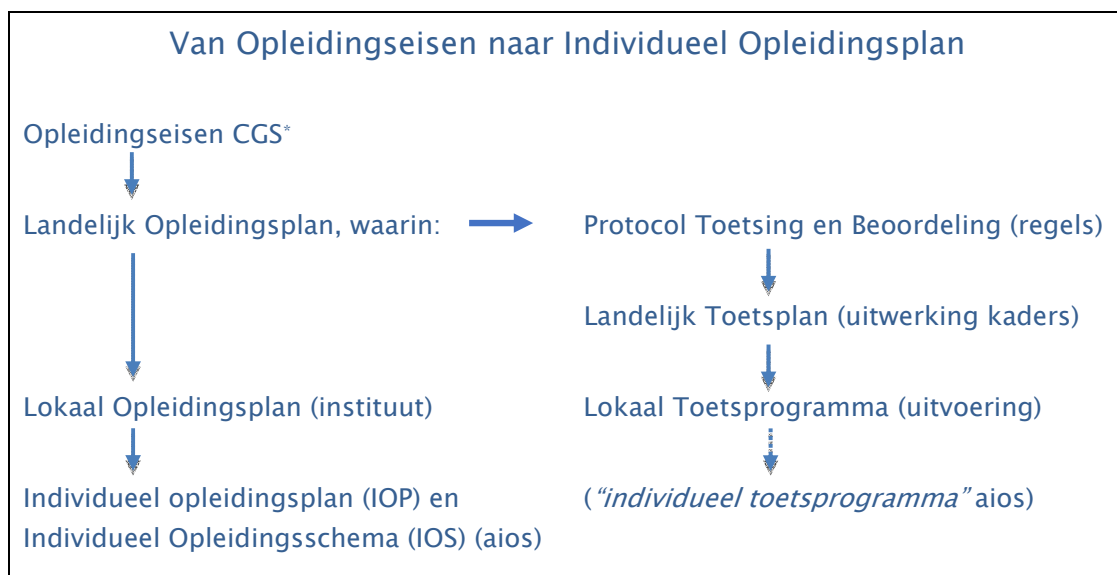 Van Opleidingseisen naar Individueel Opleidingsplan
Opleidingseisen CGS*
Landelijk Opleidingsplan, waarin:
Protocol Toetsing en Beoordeling (regels)
Landelijk Toetsplan (uitwerking kaders)
Lokaal Opleidingsplan (instituut)
Lokaal Toetsprogramma (uitvoering)
Individueel opleidingsplan (IOP) en
Individueel Opleidingsschema (IOS) (aios)
(“individueel toetsprogramma” aios)